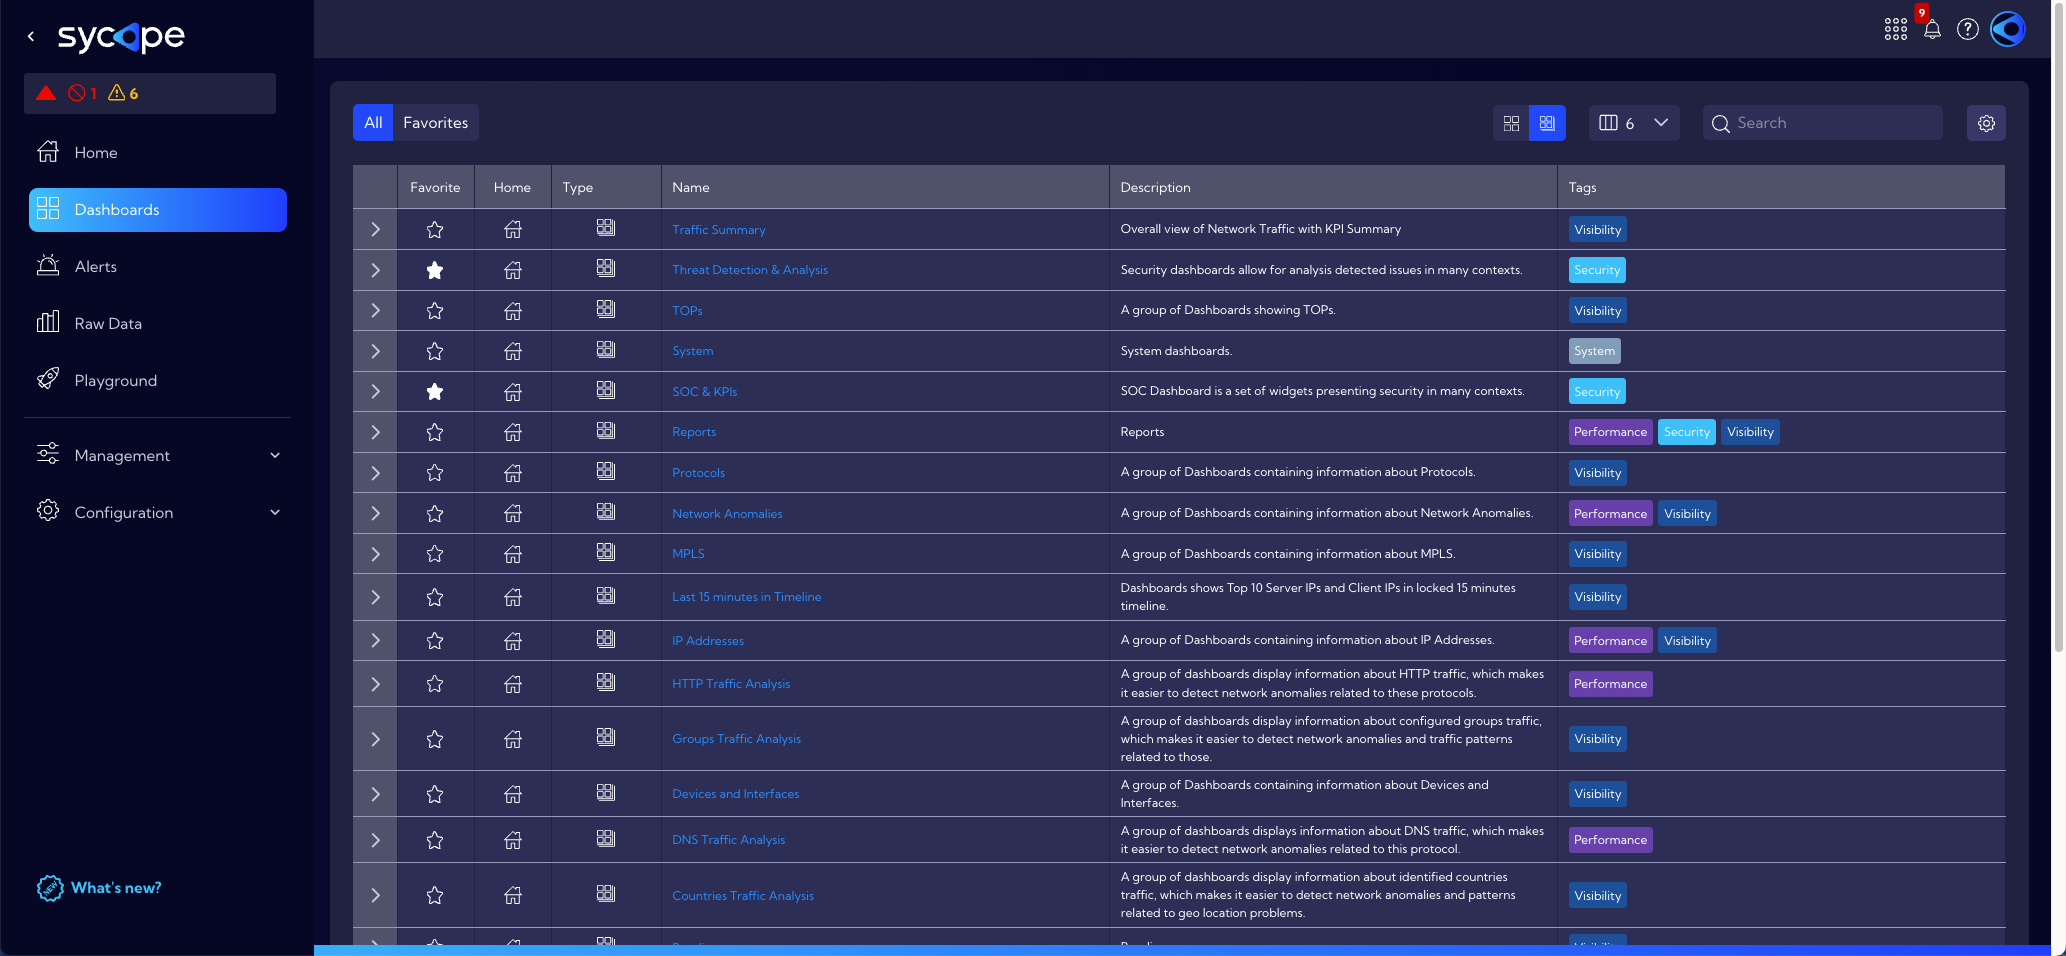 sycope
1 6
Home
Dashboards
Alerts
Raw Data
Playground
Management
Configuration
What's new?
9
All Favorites
6
Search
Favorite Home Type Name Description Tags
Traffic Summary Overall view of Network Traffic with KPI Summary Visibility
Threat Detection & Analysis Security dashboards allow for analysis detected issues in many contexts. Security
TOPs A group of Dashboards showing TOPs. Visibility
System System dashboards. System
SOC & KPIs SOC Dashboard is a set of widgets presenting security in many contexts. Security
Reports Reports Performance Security Visibility
Protocols A group of Dashboards containing information about Protocols. Visibility
Network Anomalies A group of Dashboards containing information about Network Anomalies. Performance Visibility
MPLS A group of Dashboards containing information about MPLS. Visibility
Last 15 minutes in Timeline Dashboards shows Top 10 Server IPs and Client IPs in locked 15 minutes
timeline. Visibility
IP Addresses A group of Dashboards containing information about IP Addresses. Performance Visibility
HTTP Traffic Analysis A group of dashboards display information about HTTP traffic, which makes
it easier to detect network anomalies related to these protocols. Performance
Groups Traffic Analysis A group of dashboards display information about configured groups traffic,
which makes it easier to detect network anomalies and traffic patterns
related to those. Visibility
Devices and Interfaces A group of Dashboards containing information about Devices and
Interfaces. Visibility
DNS Traffic Analysis A group of dashboards displays information about DNS traffic, which makes
it easier to detect network anomalies related to this protocol. Performance
Countries Traffic Analysis A group of dashboards display information about identified countries
traffic, which makes it easier to detect network anomalies and patterns
related to geo location problems. Visibility